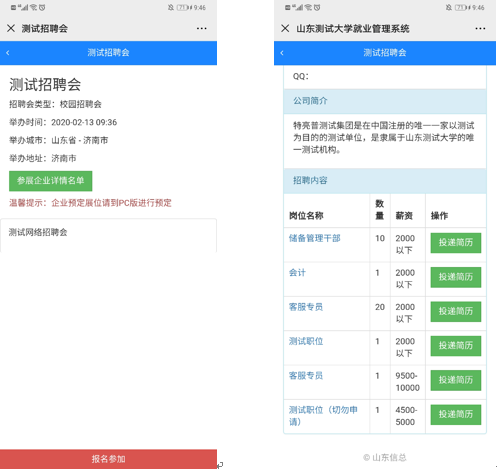 9:46
测试招聘会
测试招聘会
测试招聘会
招聘会类型：校园招聘会
举办时间：2020-02-13 09:36
举办城市：山东省 - 济南市
举办地址：济南市
参展企业详情名单
温馨提示：企业预定展位请到PC版进行预定
测试网络招聘会
报名参加
9:46
山东测试大学就业管理系统
测试招聘会
QQ：
公司简介
特亮普测试集团是在中国注册的唯一一家以测试
为目的的测试单位，是隶属于山东测试大学的唯
一测试机构。
招聘内容
岗位名称 数量 薪资 操作
储备管理干部 10 2000以下 投递简历
会计 1 2000以下 投递简历
客服专员 20 2000以下 投递简历
测试职位 1 2000以下 投递简历
客服专员 1 9500-10000 投递简历
测试职位（切勿申请） 1 4500-5000 投递简历
© 山东信总